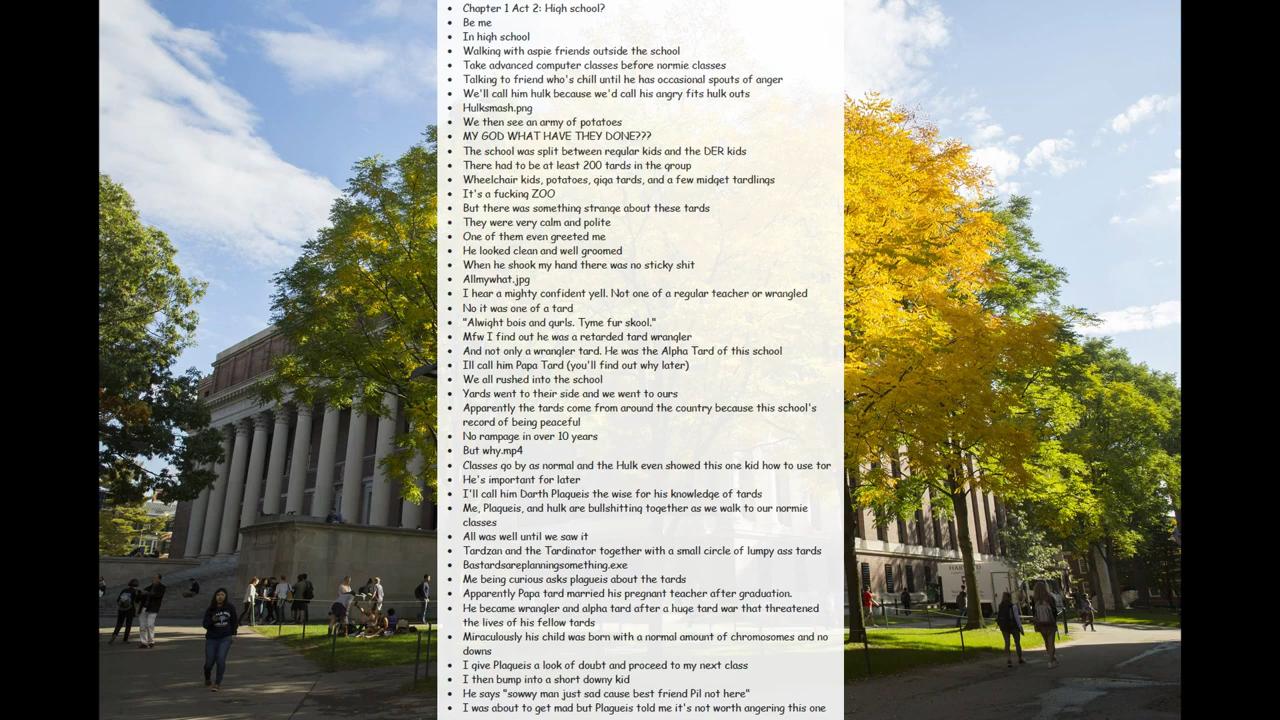 Chapter 1 Act 2: High school?
Be me
In high school
Walking with aspie friends outside the school
Take advanced computer classes before normie classes
Talking to friend who's chill until he has occasional spouts of anger
We'll call him hulk because we'd call his angry fits hulk outs
Hulksmash.png
We then see an army of potatoes
MY GOD WHAT HAVE THEY DONE???
The school was split between regular kids and the DER kids
There had to be at least 200 tards in the group
Wheelchair kids, potatoes, giga tards, and a few midget tardlings
It's a fucking ZOO
But there was something strange about these tards
They were very calm and polite
One of them even greeted me
He looked clean and well groomed
When he shook my hand there was no sticky shit
Allmywhat.jpg
I hear a mighty confident yell. Not one of a regular teacher or wrangled
No it was one of a tard
"Alwight bois and gurls. Tyme fur skool."
Mfw I find out he was a retarded tard wrangler
And not only a wrangler tard. He was the Alpha Tard of this school
Ill call him Papa Tard (you'll find out why later)
We all rushed into the school
Yards went to their side and we went to ours
Apparently the tards come from around the country because this school's
record of being peaceful
No rampage in over 10 years
But why.mp4
Classes go by as normal and the Hulk even showed this one kid how to use tor
He's important for later
I'll call him Darth Plagueis the wise for his knowledge of tards
Me, Plagueis, and hulk are bullshitting together as we walk to our normie
classes
All was well until we saw it
Tardzan and the Tardinator together with a small circle of lumpy ass tards
Bastardsareplanningsomething.exe
Me being curious asks plagueis about the tards
Apparently Papa tard married his pregnant teacher after graduation.
He became wrangler and alpha tard after a huge tard war that threatened
the lives of his fellow tards
Miraculously his child was born with a normal amount of chromosomes and no
downs
I give Plagueis a look of doubt and proceed to my next class
I then bump into a short downy kid
He says "sowwy man just sad cause best friend Pil not here"
I was about to get mad but Plagueis told me it's not worth angering this one
HARVARD